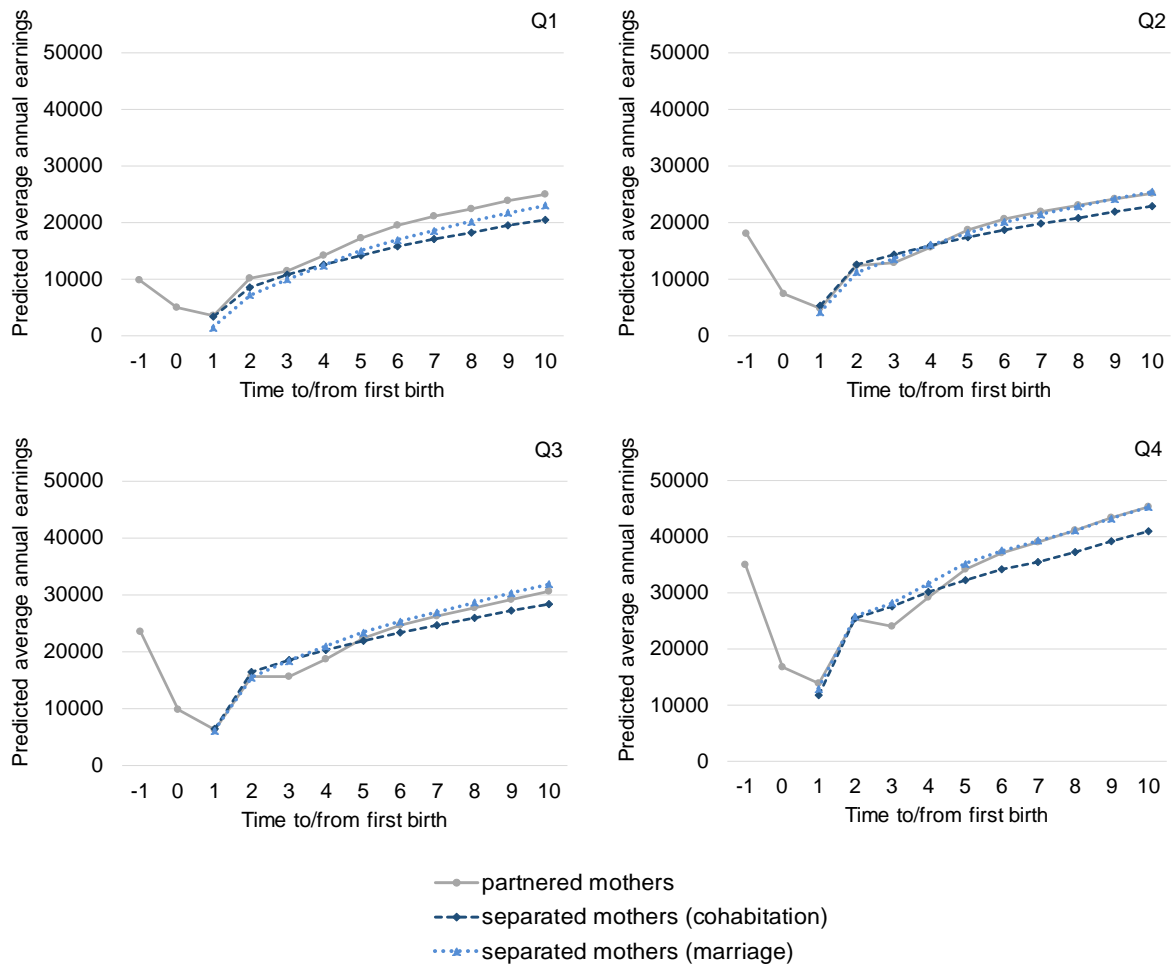 Q1
Predicted average annual earnings
50000
40000
30000
20000
10000
0
-1 0 1 2 3 4 5 6 7 8 9 10
Time to/from first birth
Q2
Predicted average annual earnings
50000
40000
30000
20000
10000
0
-1 0 1 2 3 4 5 6 7 8 9 10
Time to/from first birth
Q3
Predicted average annual earnings
50000
40000
30000
20000
10000
0
-1 0 1 2 3 4 5 6 7 8 9 10
Time to/from first birth
Q4
Predicted average annual earnings
50000
40000
30000
20000
10000
0
-1 0 1 2 3 4 5 6 7 8 9 10
Time to/from first birth
partnered mothers
separated mothers (cohabitation)
separated mothers (marriage)